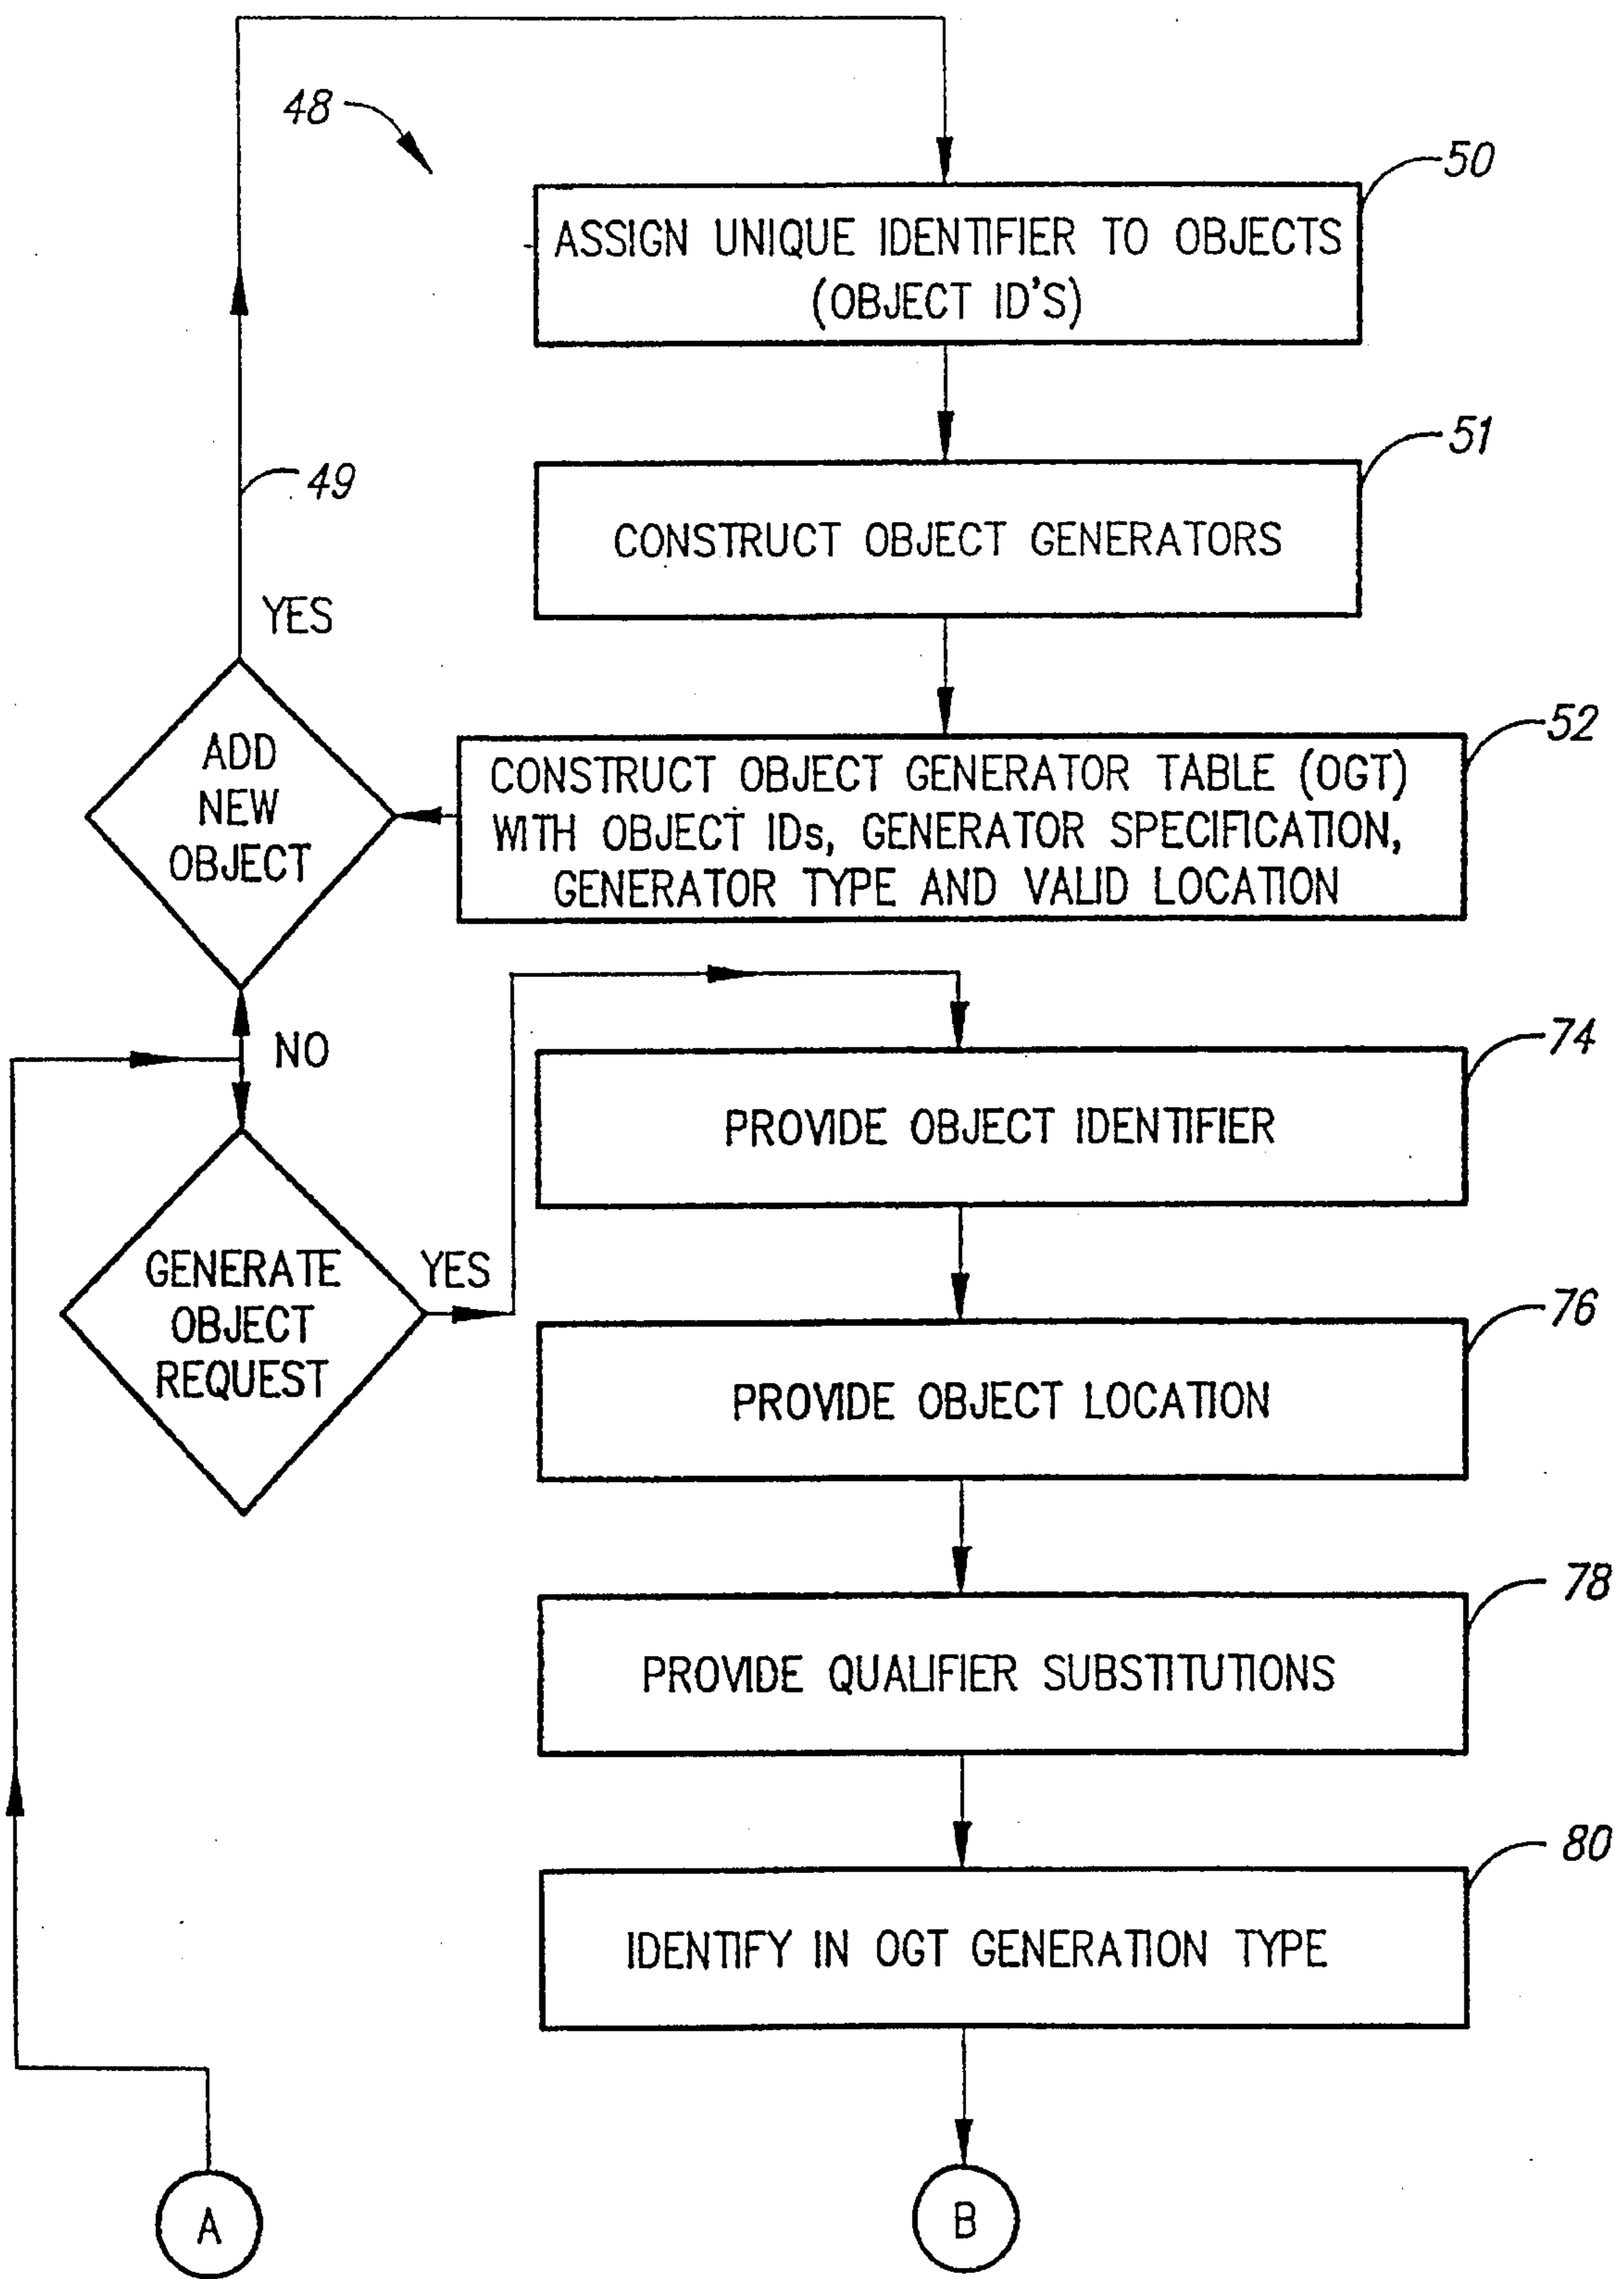 48
50
ASSIGN UNIQUE IDENTIFIER TO OBJECTS
(OBJECT ID'S)
51
CONSTRUCT OBJECT GENERATORS
49
YES
ADD
NEW
OBJECT
52
CONSTRUCT OBJECT GENERATOR TABLE (OGT)
WITH OBJECT IDs, GENERATOR SPECIFICATION,
GENERATOR TYPE AND VALID LOCATION
NO
74
PROVIDE OBJECT IDENTIFIER
GENERATE
OBJECT
REQUEST
YES
76
PROVIDE OBJECT LOCATION
78
PROVIDE QUALIFIER SUBSTITUTIONS
80
IDENTIFY IN OGT GENERATION TYPE
A
B